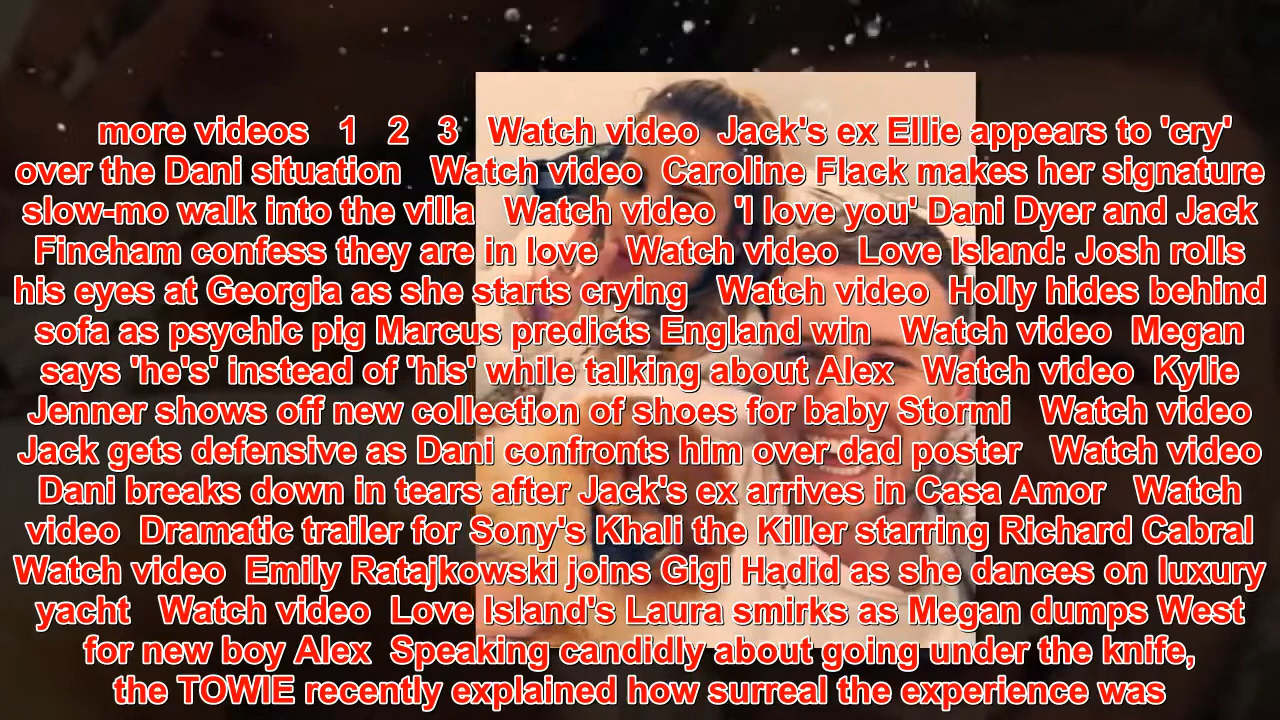 more videos 1 2 3 Watch video Jack's ex Ellie appears to 'cry'
over the Dani situation Watch video Caroline Flack makes her signature
slow-mo walk into the villa Watch video 'I love you' Dani Dyer and Jack
Fincham confess they are in love Watch video Love Island: Josh rolls
his eyes at Georgia as she starts crying Watch video Holly hides behind
sofa as psychic pig Marcus predicts England win Watch video Megan
says 'he's' instead of 'his' while talking about Alex Watch video Kylie
Jenner shows off new collection of shoes for baby Stormi Watch video
Jack gets defensive as Dani confronts him over dad poster Watch video
Dani breaks down in tears after Jack's ex arrives in Casa Amor Watch
video Dramatic trailer for Sony's Khali the Killer starring Richard Cabral
Watch video Emily Ratajkowski joins Gigi Hadid as she dances on luxury
yacht Watch video Love Island's Laura smirks as Megan dumps West
for new boy Alex Speaking candidly about going under the knife,
the TOWIE recently explained how surreal the experience was